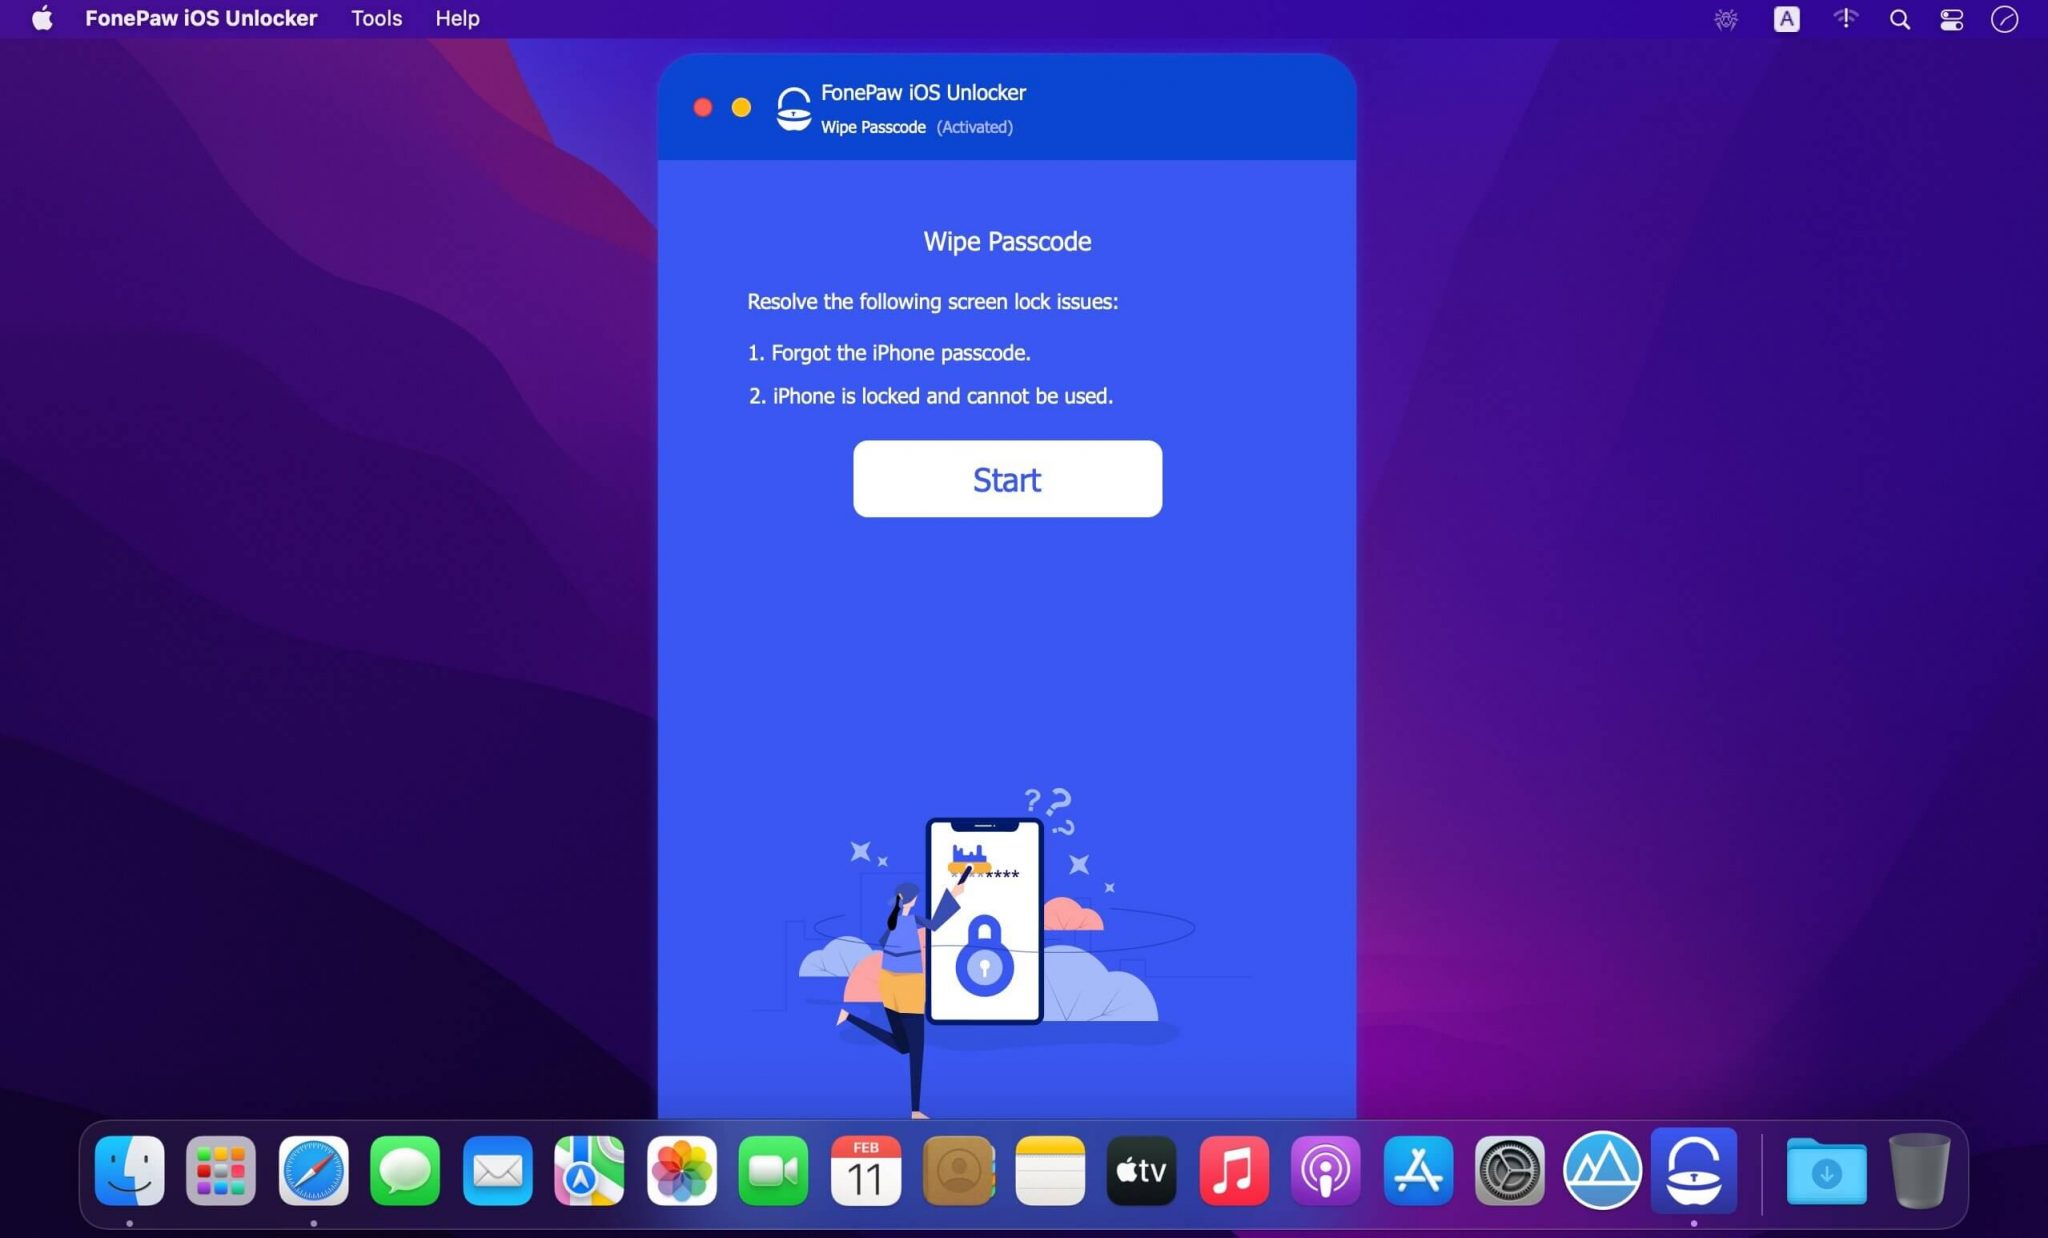 FonePaw iOS Unlocker Tools Help A
FonePaw iOS Unlocker
Wipe Passcode (Activated)
Wipe Passcode
Resolve the following screen lock issues:
1. Forgot the iPhone passcode.
2. iPhone is locked and cannot be used.
Start
? ? ?
********
FEB
11
tv